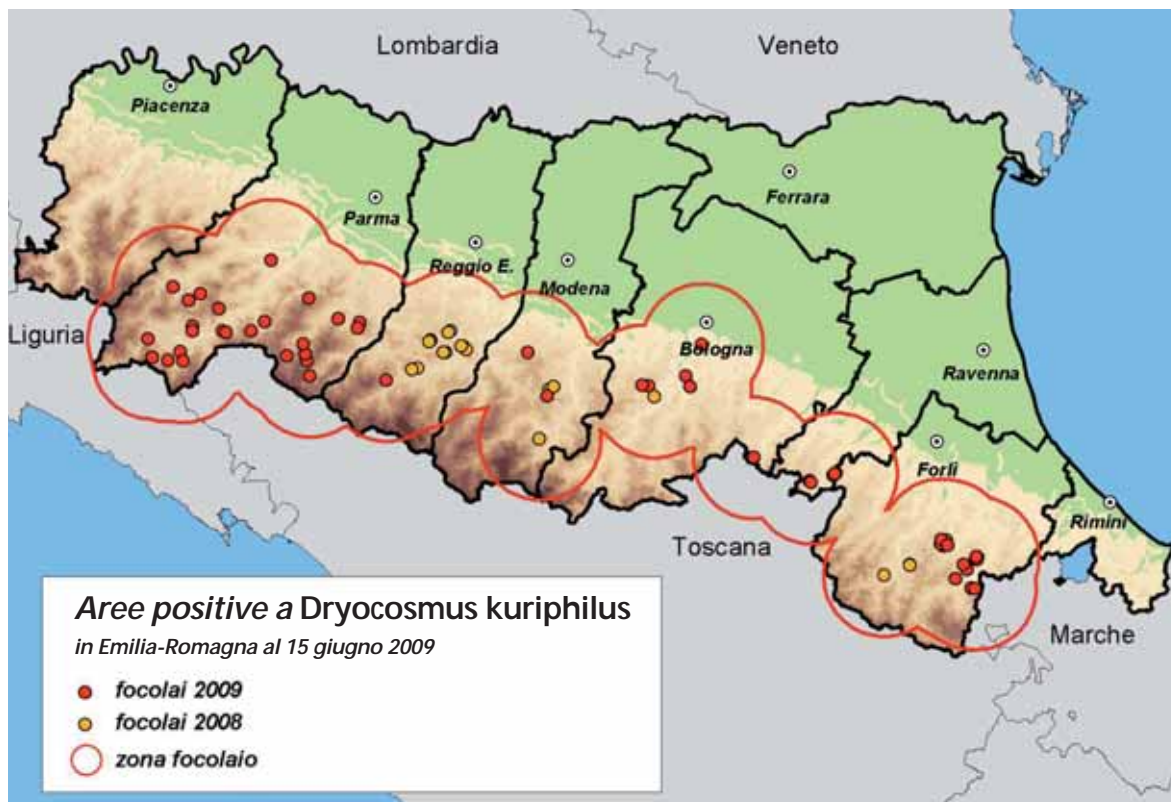 Lombardia
Veneto
Piacenza
Parma
Ferrara
Reggio E.
Modena
Liguria
Bologna
Ravenna
Forlì
Rimini
Toscana
Marche
Aree positive a Dryocosmus kuriphilus
in Emilia-Romagna al 15 giugno 2009
focolai 2009
focolai 2008
zona focolaio